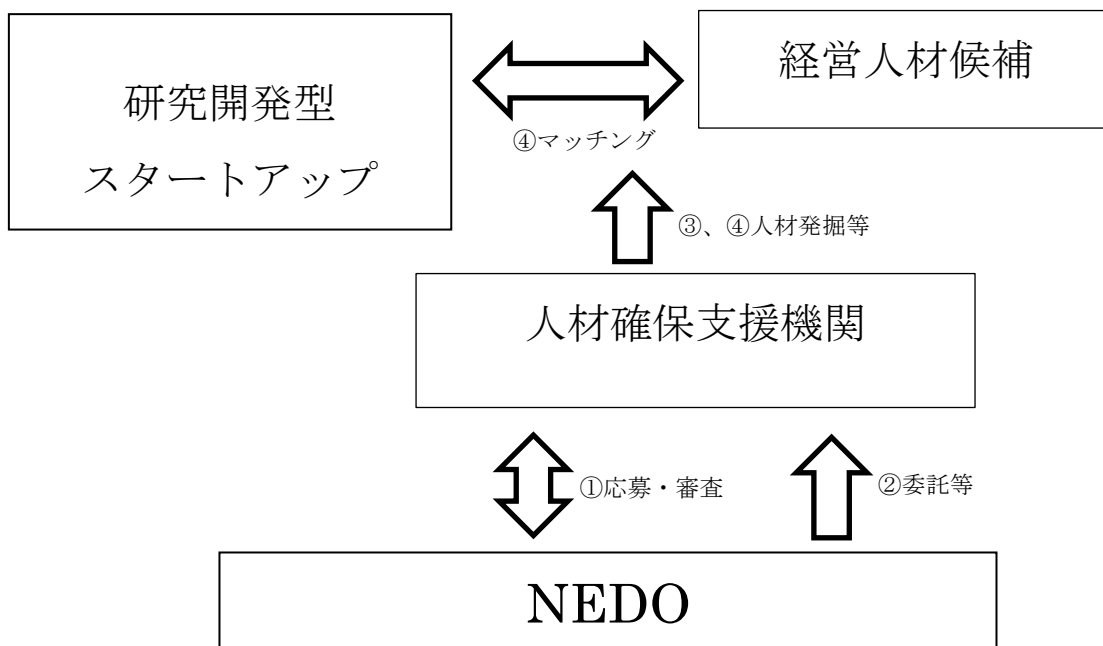 研究開発型
スタートアップ
経営人材候補
④マッチング
③、④人材発掘等
人材確保支援機関
①応募・審査
②委託等
NEDO